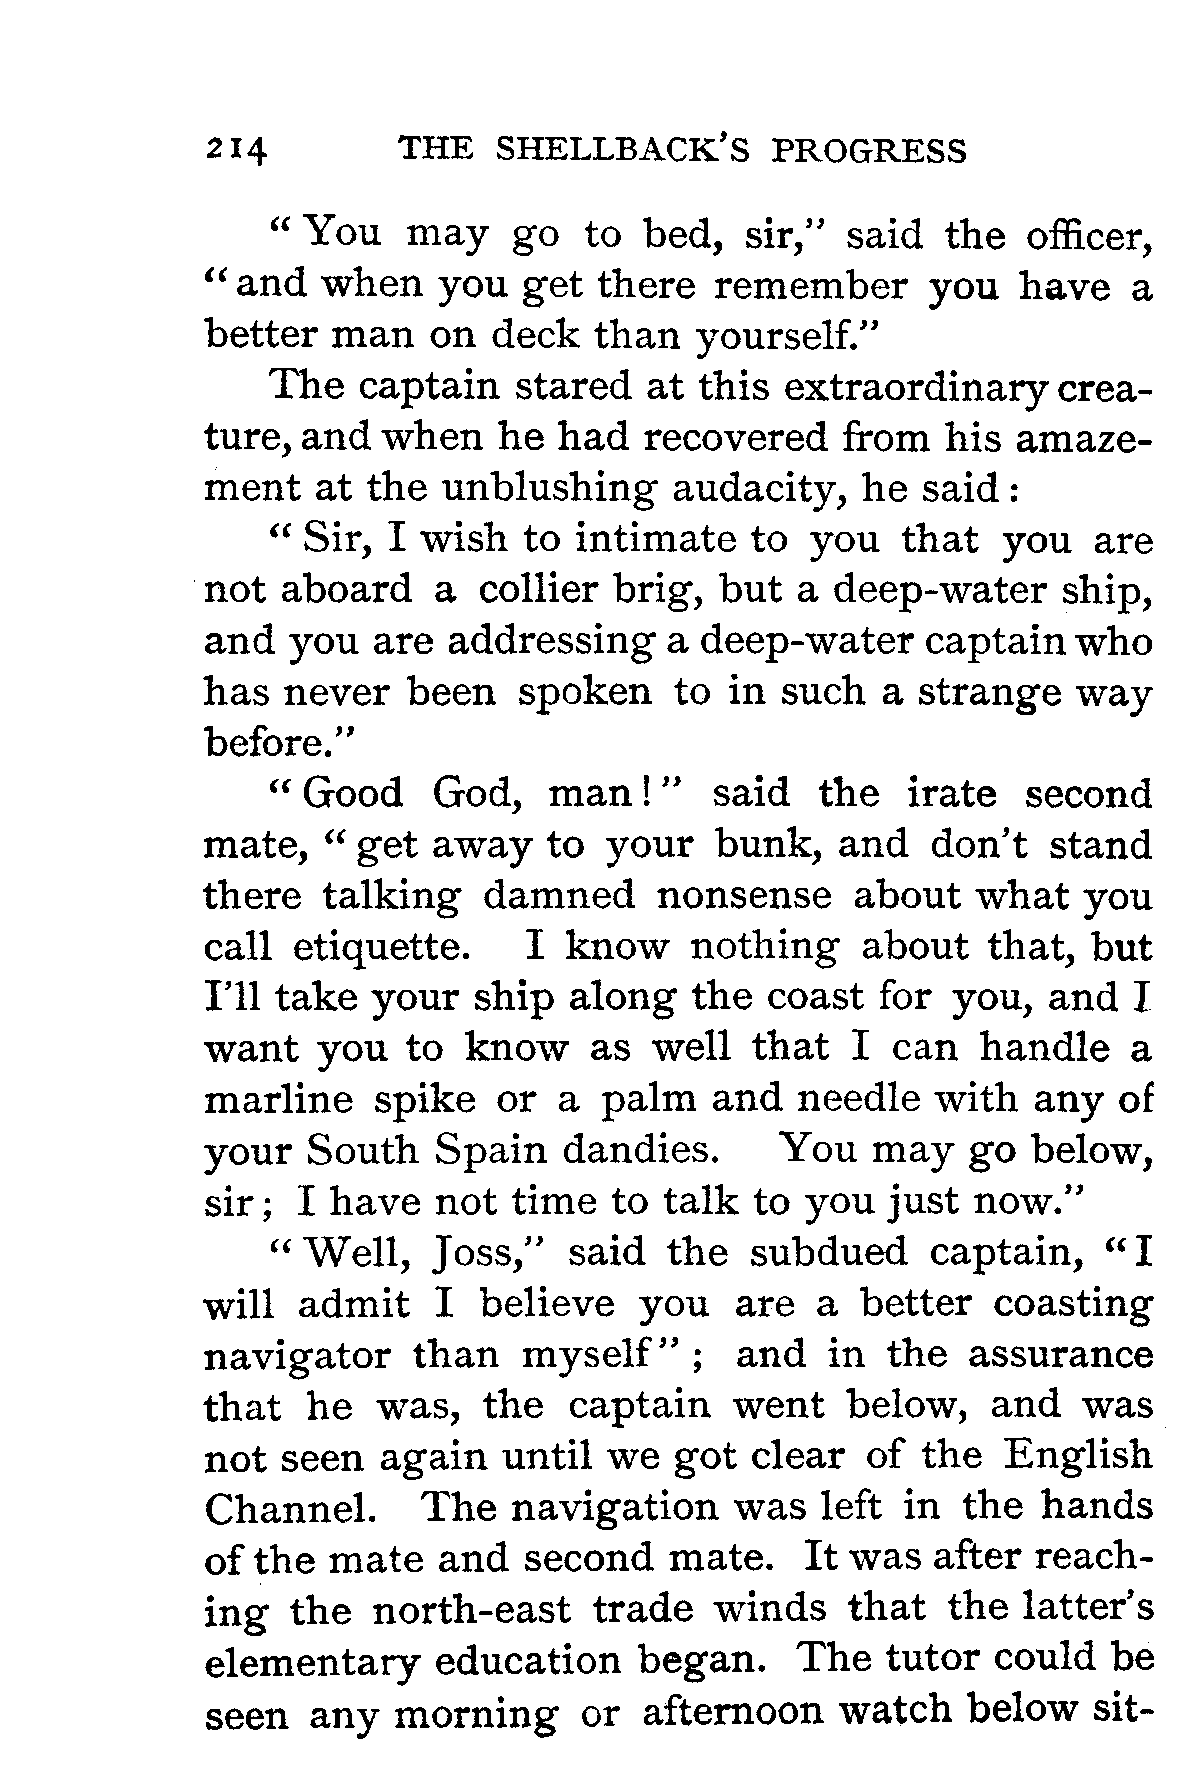 214 THE SHELLBACK'S PROGRESS
" You may go to bed, sir," said the officer,
"and when you get there remember you have a
better man on deck than yourself."
The captain stared at this extraordinary crea-
ture, and when he had recovered from his amaze-
ment at the unblushing audacity, he said :
" Sir, I wish to intimate to you that you are
not aboard a collier brig, but a deep-water ship,
and you are addressing a deep-water captain who
has never been spoken to in such a strange way
before."
" Good God, man ! " said the irate second
mate, " get away to your bunk, and don't stand
there talking damned nonsense about what you
call etiquette. I know nothing about that, but
I'll take your ship along the coast for you, and I
want you to know as well that I can handle a
marline spike or a palm and needle with any of
your South Spain dandies. You may go below,
sir ; I have not time to talk to you just now."
" Well, Joss," said the subdued captain, "I
will admit I believe you are a better coasting
navigator than myself" ; and in the assurance
that he was, the captain went below, and was
not seen again until we got clear of the English
Channel. The navigation was left in the hands
of the mate and second mate. It was after reach-
ing the north-east trade winds that the latter's
elementary education began. The tutor could be
seen any morning or afternoon watch below sit-